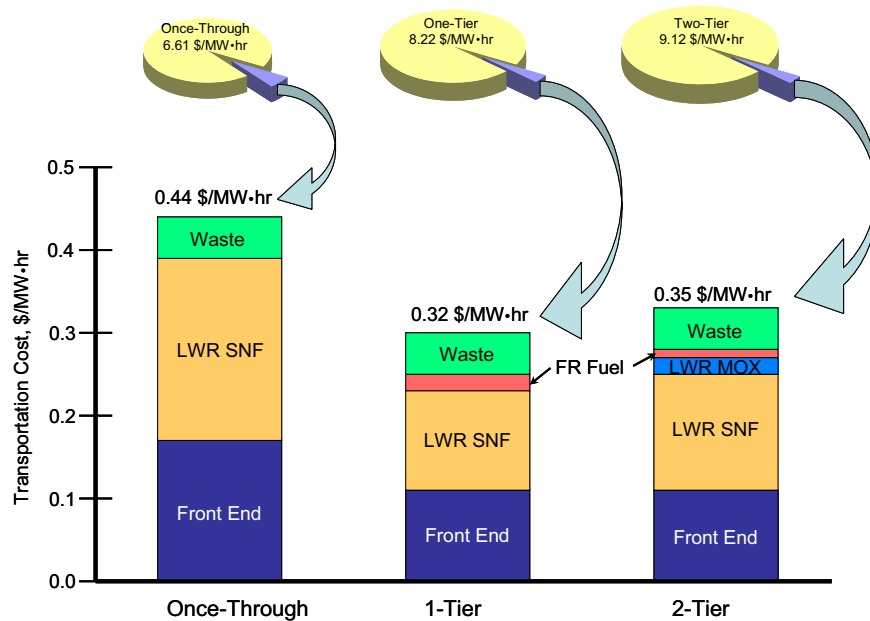 Once-Through
6.61 $/MW•hr
One-Tier
8.22 $/MW•hr
Two-Tier
9.12 $/MW•hr
Transportation Cost, $/MW•hr
0.5
0.4
0.3
0.2
0.1
0.0
0.44 $/MW•hr
Waste
LWR SNF
Front End
0.32 $/MW•hr
Waste
LWR SNF
Front End
FR Fuel
0.35 $/MW•hr
Waste
LWR MOX
LWR SNF
Front End
Once-Through
1-Tier
2-Tier